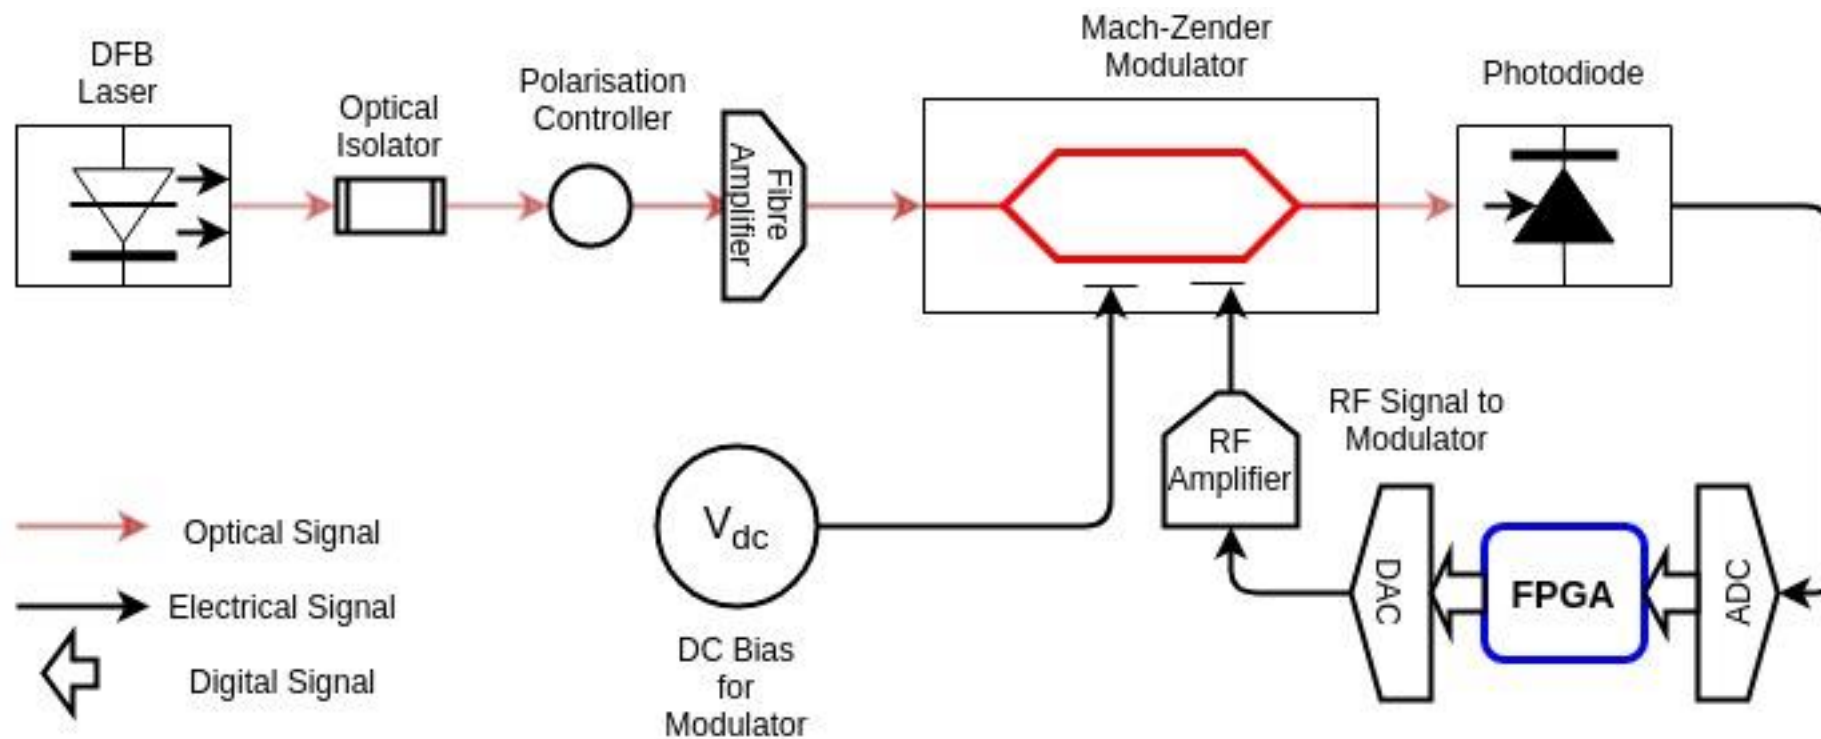 DFB
Laser
Optical
Isolator
Polarisation
Controller
Fibre
Amplifier
Mach-Zender
Modulator
Photodiode
RF Signal to
Modulator
RF
Amplifier
Vdc
DC Bias
for
Modulator
DAC
FPGA
ADC
Optical Signal
Electrical Signal
Digital Signal